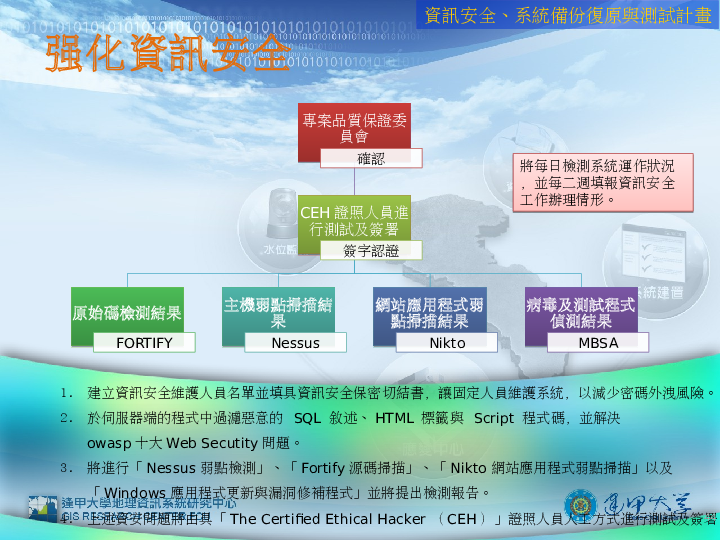 資訊安全、系統備份復原與測試計畫
强化資訊安全
專案品質保證委
員會
確認
將每日檢測系統運作狀況
，並每二週填報資訊安全
工作辦理情形。
CEH 證照人員進
行測試及簽署
簽字認證
原始碼檢測結果
FORTIFY
主機弱點掃描結
果
Nessus
網站應用程式弱
點掃描結果
Nikto
病毒及測試程式
偵測結果
MBSA
1. 建立資訊安全維護人員名單並填具資訊安全保密切結書，讓固定人員維護系統，以減少密碼外洩風險。
2. 於伺服器端的程式中過濾惡意的 SQL 敘述、HTML 標籤與 Script 程式碼，並解決
owasp 十大 Web Secutity 問題。
3. 將進行「Nessus 弱點檢測」、「Fortify 源碼掃描」、「Nikto 網站應用程式弱點掃描」以及
「Windows 應用程式更新與漏洞修補程式」並將提出檢測報告。
逢甲大學地理資訊系統研究中心
GIS RESEARCH CENTER, FCU
逢甲大學
4. 上述資安問題將由具「The Certified Ethical Hacker （CEH）」證照人員人工方式進行測試及簽署